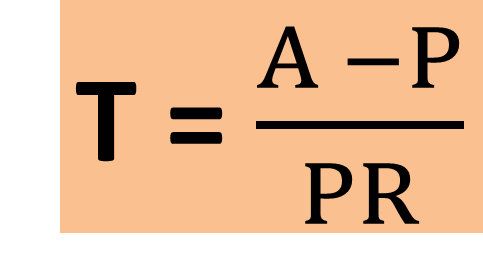 T = A − P
PR